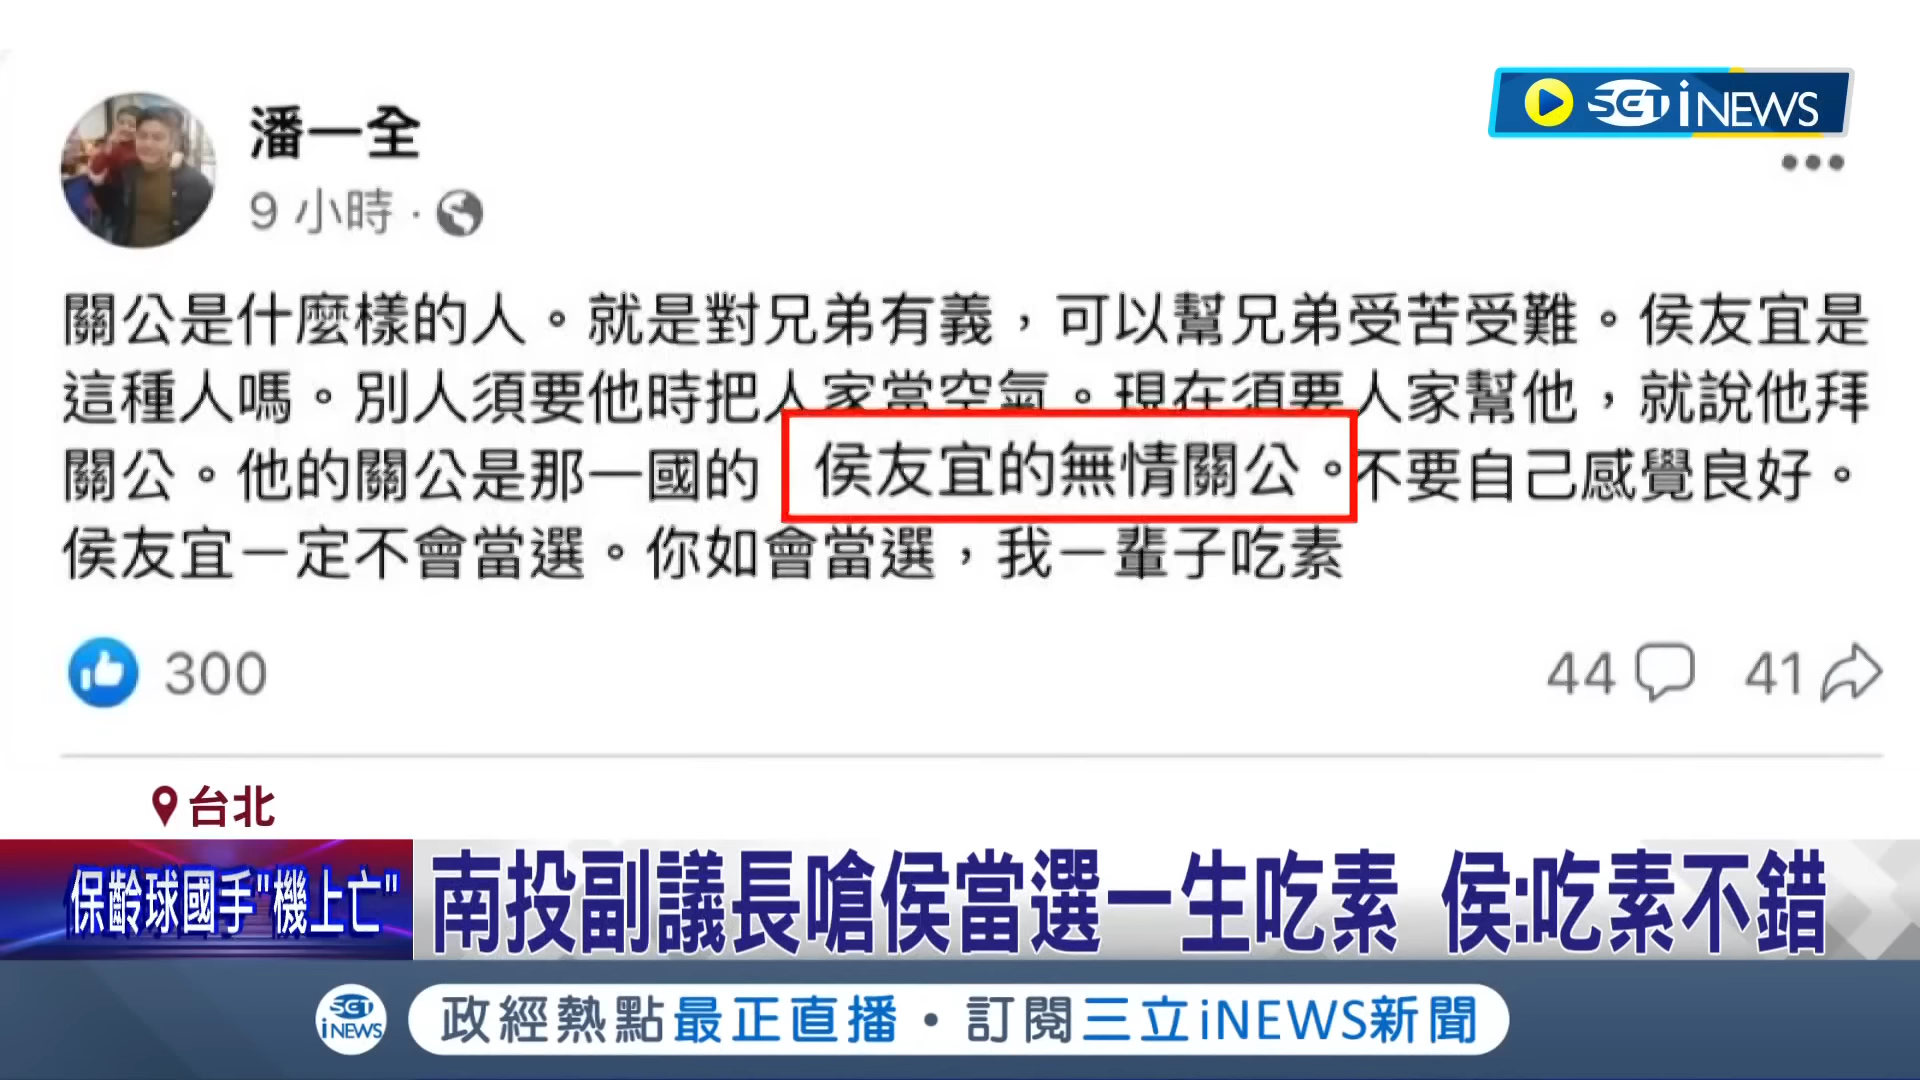 SET iNEWS
潘一全
9 小時 ·
關公是什麼樣的人。就是對兄弟有義，可以幫兄弟受苦受難。侯友宜是
這種人嗎。別人須要他時把人家當空氣。現在須要人家幫他，就說他拜
關公。他的關公是那一國的 侯友宜的無情關公。不要自己感覺良好。
侯友宜一定不會當選。你如會當選，我一輩子吃素
300
44
41
台北
保齡球國手"機上亡"
南投副議長嗆侯當選一生吃素 侯:吃素不錯
SET iNEWS
政經熱點最正直播・訂閱三立iNEWS新聞